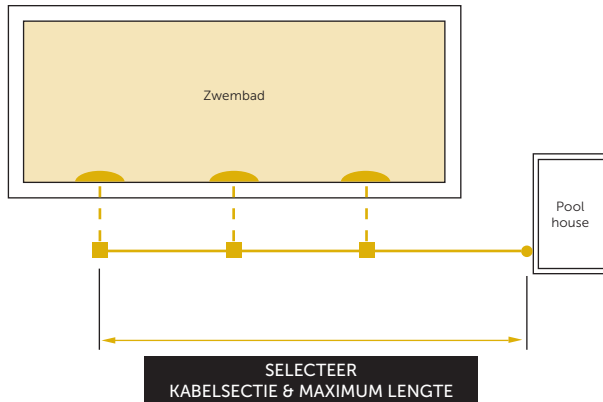 Zwembad
Pool
house
SELECTEER
KABELSECTIE & MAXIMUM LENGTE